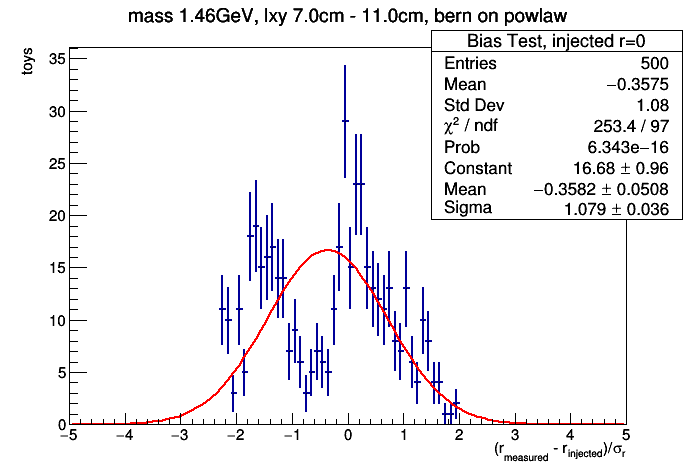 mass 1.46GeV, lxy 7.0cm - 11.0cm, bern on powlaw
Bias Test, injected r=0
Entries 500
Mean −0.3575
Std Dev 1.08
χ² / ndf 253.4 / 97
Prob 6.343e−16
Constant 16.68 ± 0.96
Mean −0.3582 ± 0.0508
Sigma 1.079 ± 0.036
toys
35
30
25
20
15
10
5
0
−5 −4 −3 −2 −1 0 1 2 3 4 5
(r_measured - r_injected)/σ_r